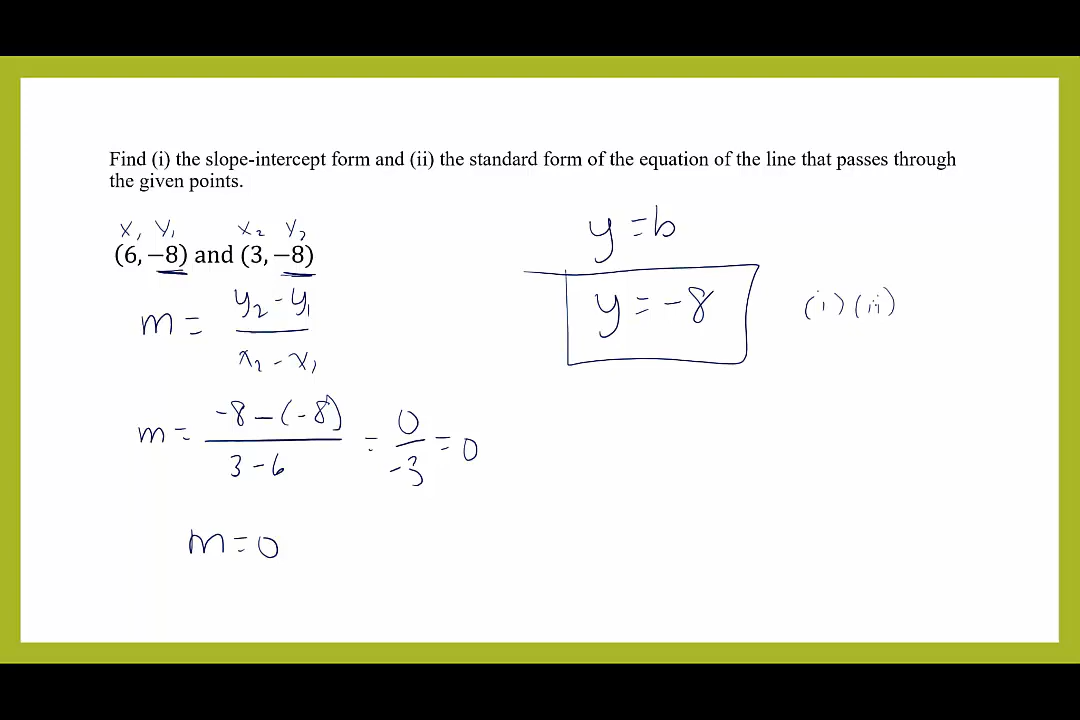 Find (i) the slope-intercept form and (ii) the standard form of the equation of the line that passes through
the given points.
x₁ y₁ x₂ y₂
(6, −8) and (3, −8)
m = (y₂ - y₁) / (x₂ - x₁)
m = (-8 - (-8)) / (3 - 6) = 0 / -3 = 0
m = 0
y = b
y = -8 (i) (ii)